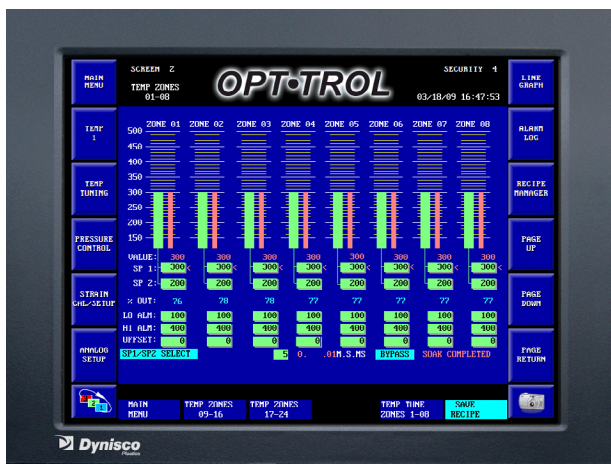 SCREEN 2
SECURITY 4
OPT•TROL
TEMP ZONES
01-08
03/18/09 16:47:53
MAIN
MENU
TEMP
1
TEMP
TUNING
PRESSURE
CONTROL
STRAIN
CAL/SETUP
ANALOG
SETUP
ZONE 01 ZONE 02 ZONE 03 ZONE 04 ZONE 05 ZONE 06 ZONE 07 ZONE 08
500
450
400
350
300
250
200
150
VALUE: 300 300 300 300 300 300 300 300
SP 1: 300< 300< 300< 300< 300< 300< 300< 300<
SP 2: 200 200 200 200 200 200 200 200
% OUT: 76 78 78 77 77 77 77 77
LO ALM: 100 100 100 100 100 100 100 100
HI ALM: 400 400 400 400 400 400 400 400
OFFSET: 0 0 0 0 0 0 0 0
SP1/SP2 SELECT 5 0. .01M.S.MS BYPASS SOAK COMPLETED
LINE
GRAPH
ALARM
LOG
RECIPE
MANAGER
PAGE
UP
PAGE
DOWN
PAGE
RETURN
1 2 1
MAIN
MENU
TEMP ZONES
09-16
TEMP ZONES
17-24
TEMP TUNE
ZONES 1-08
SAVE
RECIPE
Dynisco